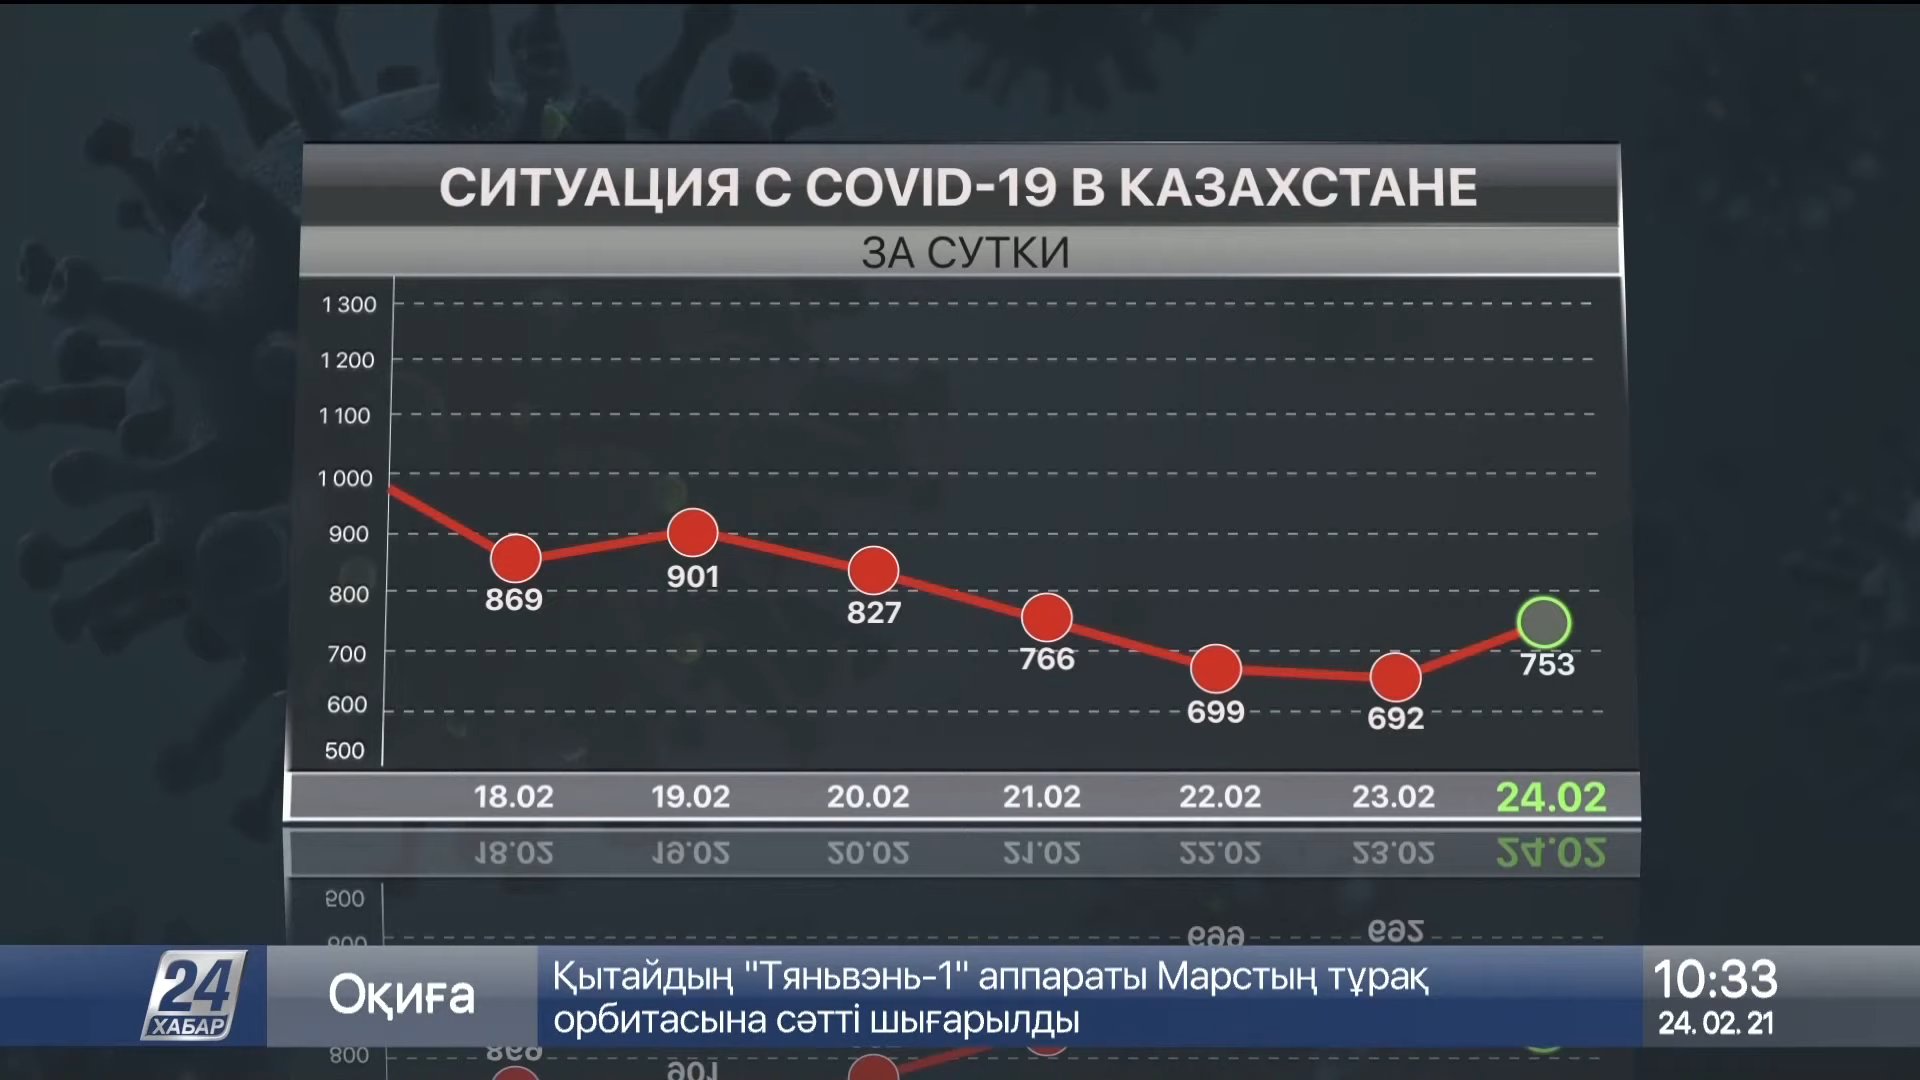 СИТУАЦИЯ С COVID-19 В КАЗАХСТАНЕ
ЗА СУТКИ
1 300
1 200
1 100
1 000
900
800
700
600
500
869
901
827
766
699
692
753
18.02 19.02 20.02 21.02 22.02 23.02 24.02
24
ХАБАР
Оқиға
Қытайдың "Тяньвэнь-1" аппараты Марстың тұрақ
орбитасына сәтті шығарылды
10:33
24. 02. 21